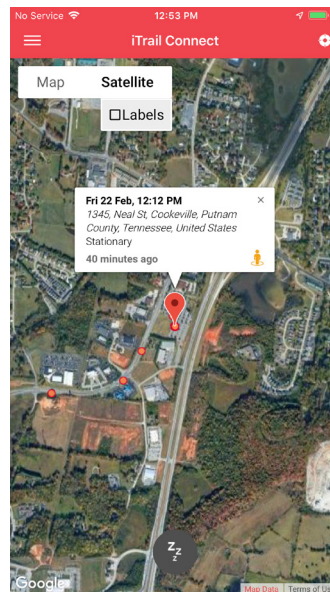 No Service 12:53 PM
iTrail Connect
Map Satellite
Labels
Fri 22 Feb, 12:12 PM ×
1345, Neal St, Cookeville, Putnam
County, Tennessee, United States
Stationary
40 minutes ago
Z
Z
z
Google
Map Data Terms of